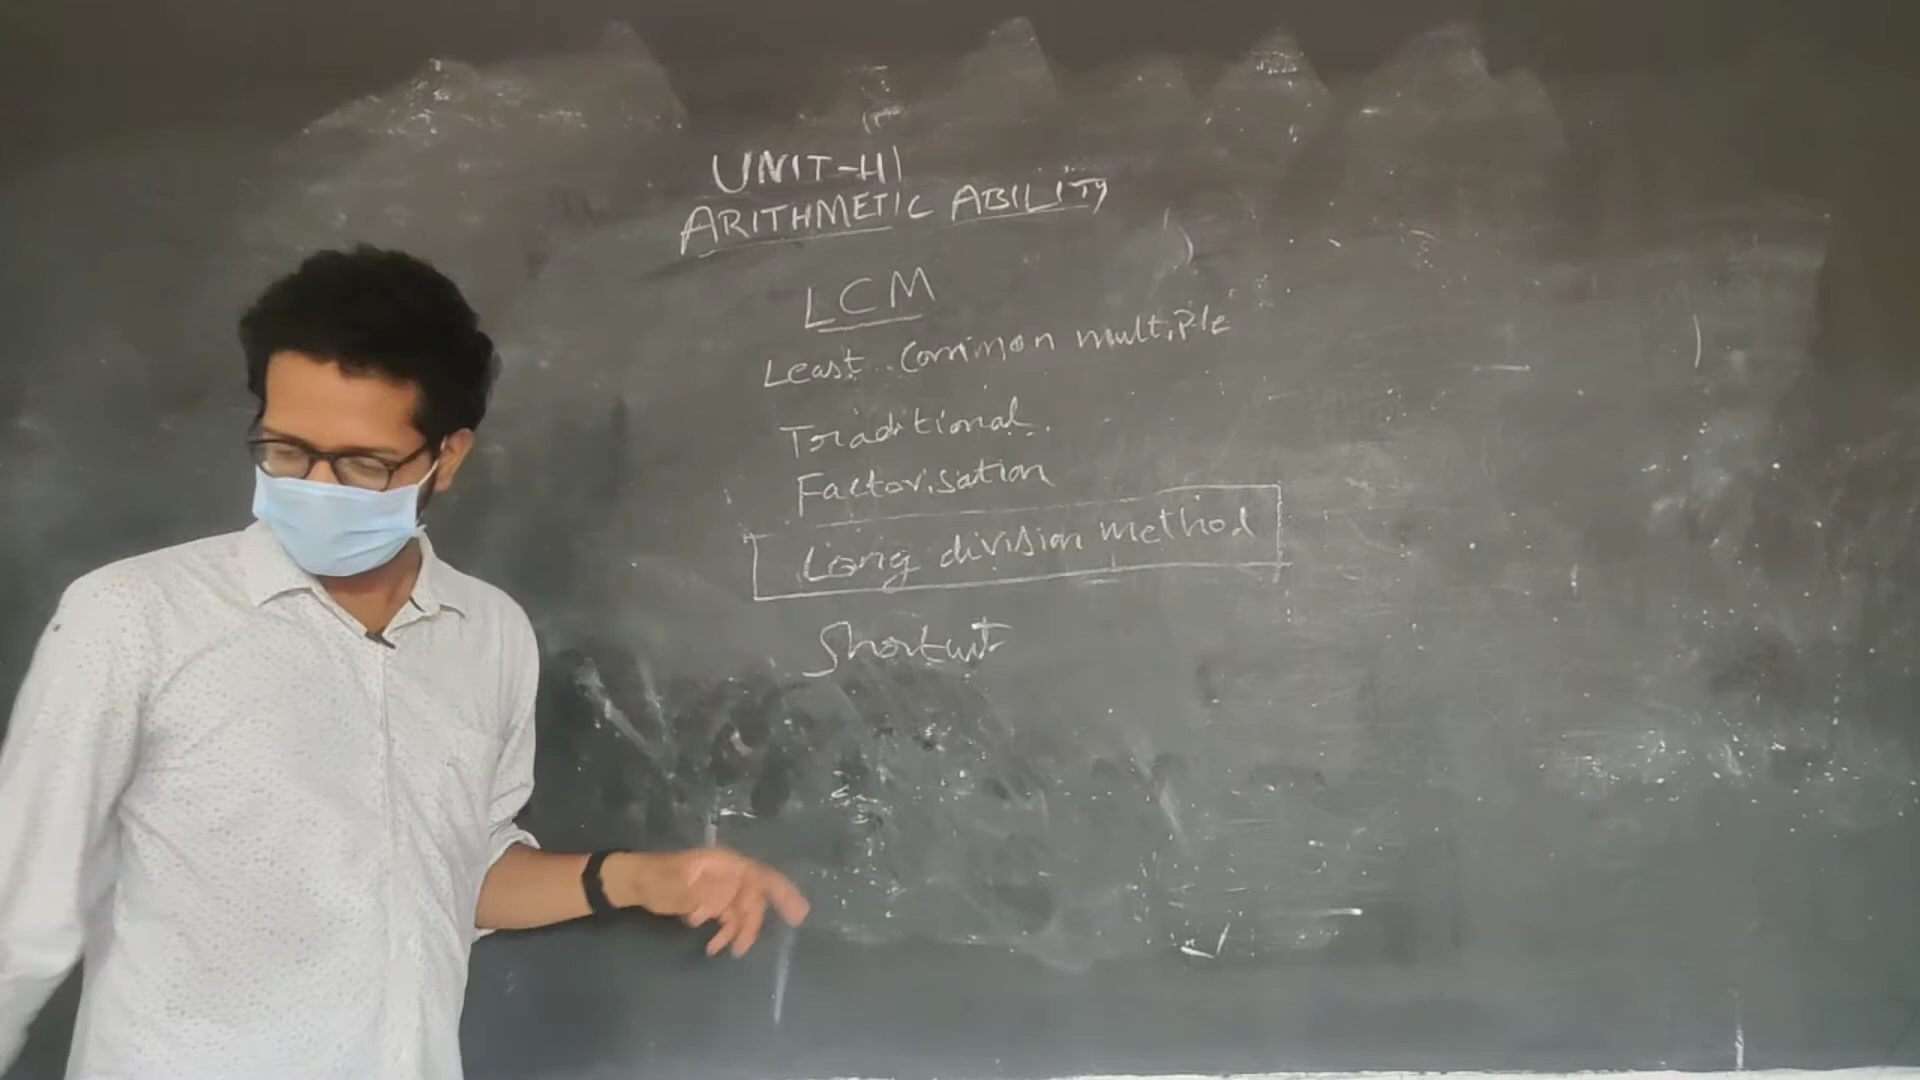 UNIT-III
ARITHMETIC ABILITY
LCM
Least Common multiple
Traditional
Factorisation
Long division method
Shortcut